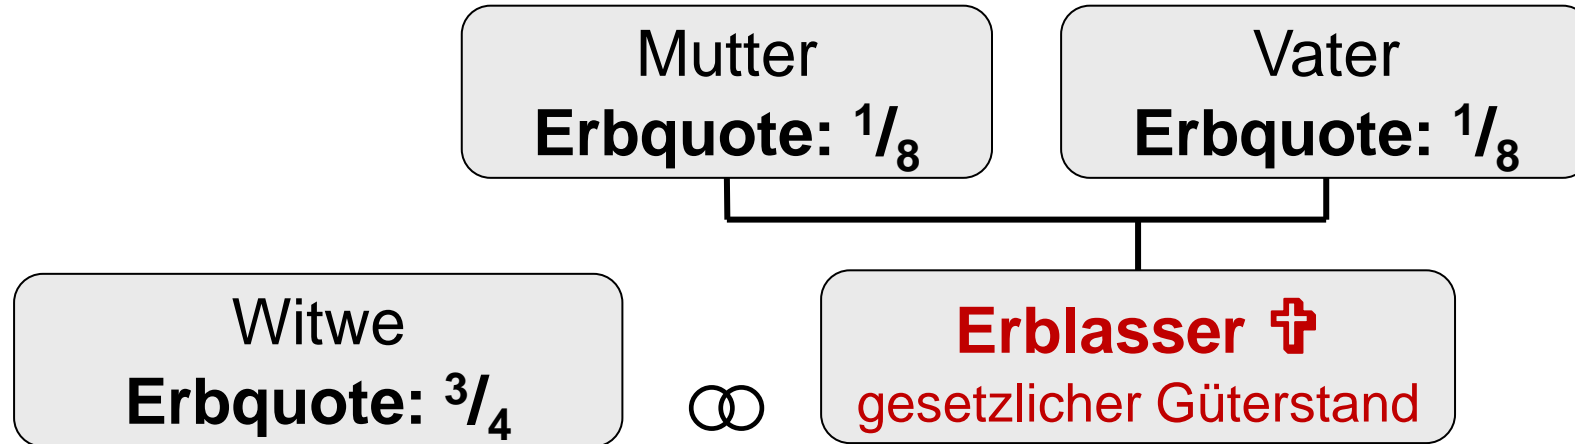 Mutter
Erbquote: 1/8
Vater
Erbquote: 1/8
Witwe
Erbquote: 3/4
Erblasser ✞
gesetzlicher Güterstand